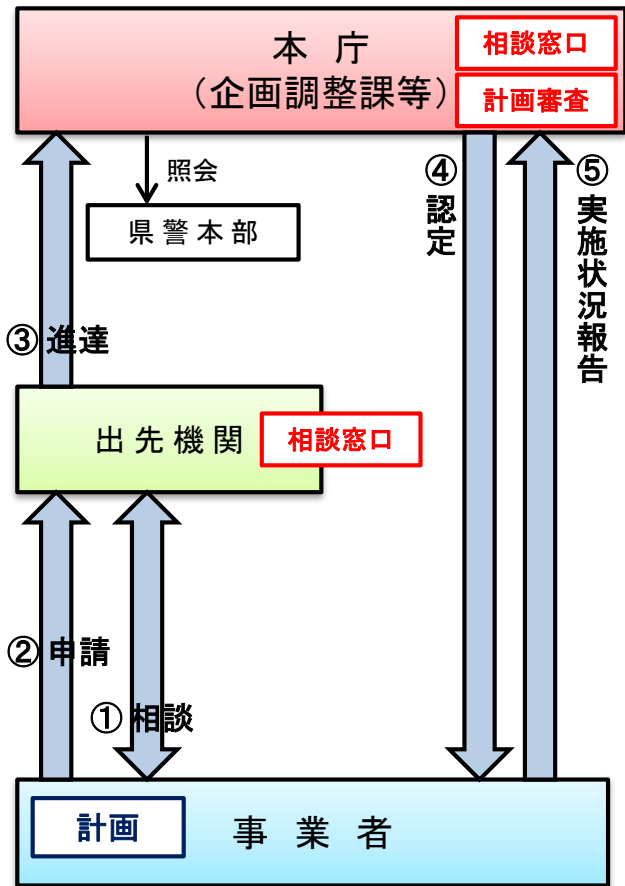 本庁
(企画調整課等)
相談窓口
計画審査
照会
県警本部
④認定
⑤実施状況報告
③進達
出先機関
相談窓口
②申請
①相談
計画
事業者